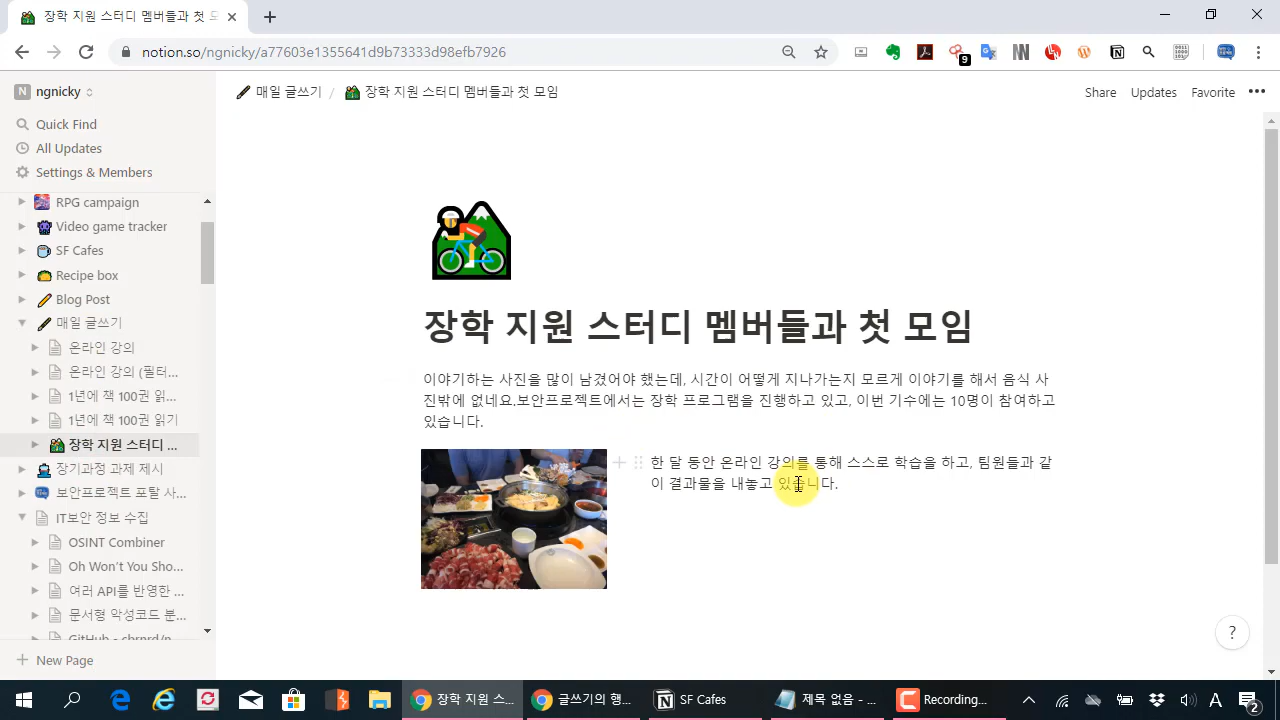 장학 지원 스터디 멤버들과 첫 모
notion.so/ngnicky/a77603e1355641d9b73333d98efb7926
9
N ngnicky
매일 글쓰기 / 장학 지원 스터디 멤버들과 첫 모임
Share Updates Favorite •••
Quick Find
All Updates
Settings & Members
RPG campaign
Video game tracker
SF Cafes
Recipe box
Blog Post
매일 글쓰기
온라인 강의
온라인 강의 (필터...
1년에 책 100권 읽...
1년에 책 100권 읽기
장학 지원 스터디 ...
장기과정 과제 제시
보안프로젝트 포탈 사...
IT보안 정보 수집
OSINT Combiner
Oh Won't You Sho...
여러 API를 반영한 ...
문서형 악성코드 분...
New Page
장학 지원 스터디 멤버들과 첫 모임
이야기하는 사진을 많이 남겼어야 했는데, 시간이 어떻게 지나가는지 모르게 이야기를 해서 음식 사
진밖에 없네요.보안프로젝트에서는 장학 프로그램을 진행하고 있고, 이번 기수에는 10명이 참여하고
있습니다.
한 달 동안 온라인 강의를 통해 스스로 학습을 하고, 팀원들과 같
이 결과물을 내놓고 있습니다.
?
장학 지원 스...
글쓰기의 행...
SF Cafes
제목 없음 - ...
Recording...
A
2